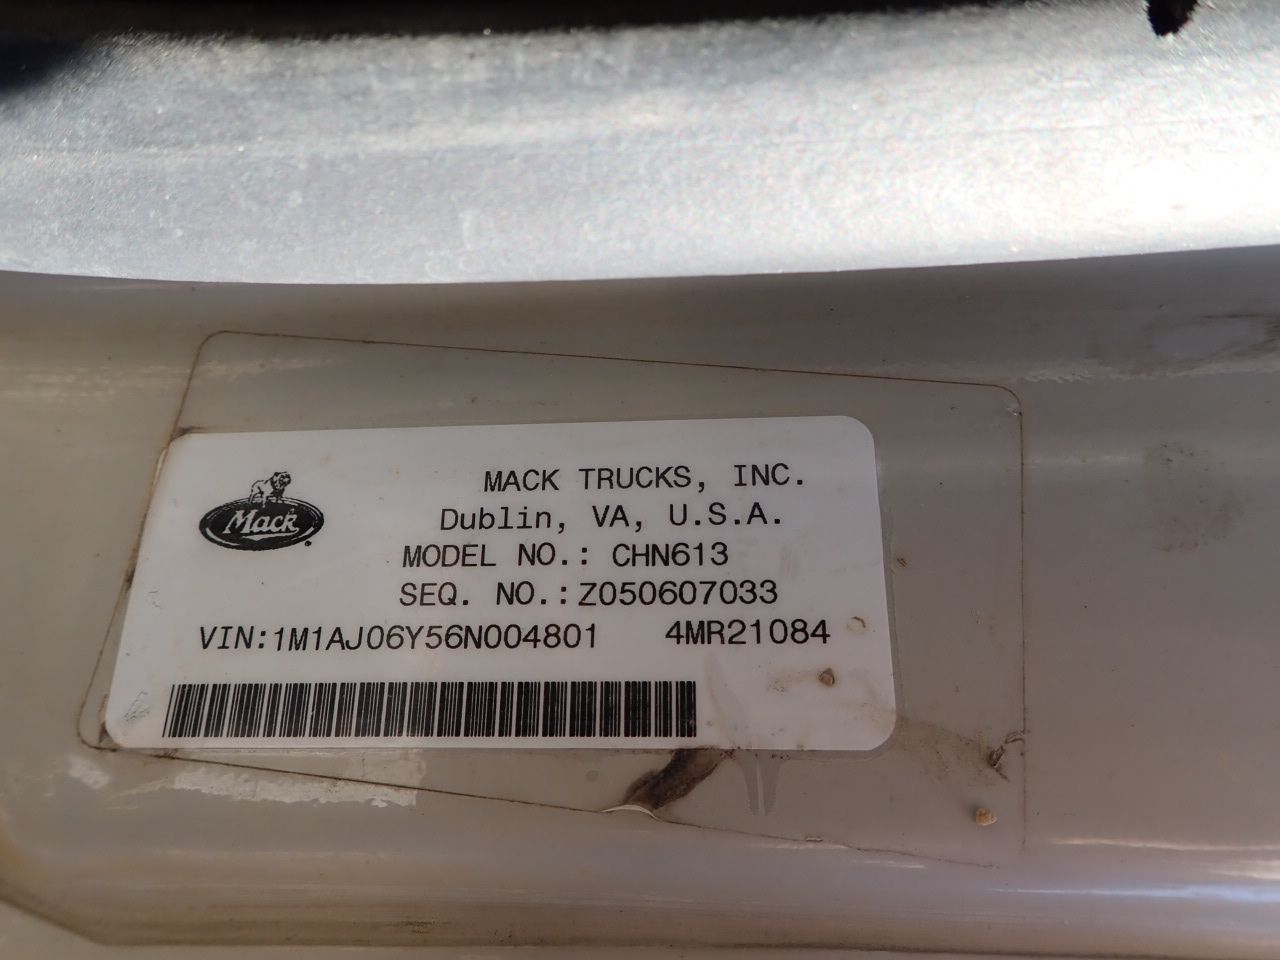 MACK TRUCKS, INC.
Dublin, VA, U.S.A.
Mack
MODEL NO.: CHN613
SEQ. NO.:Z050607033
VIN:1M1AJ06Y56N004801 4MR21084